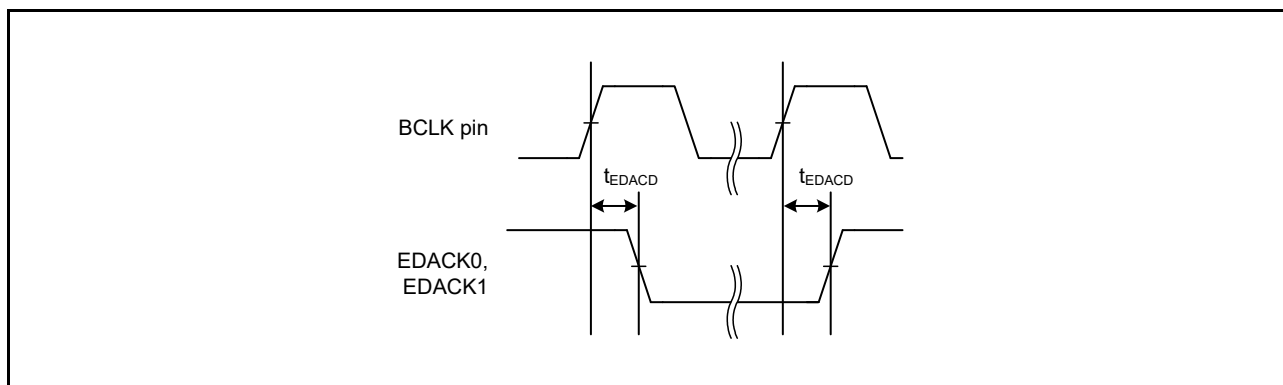 BCLK pin
tEDACD
tEDACD
EDACK0,
EDACK1